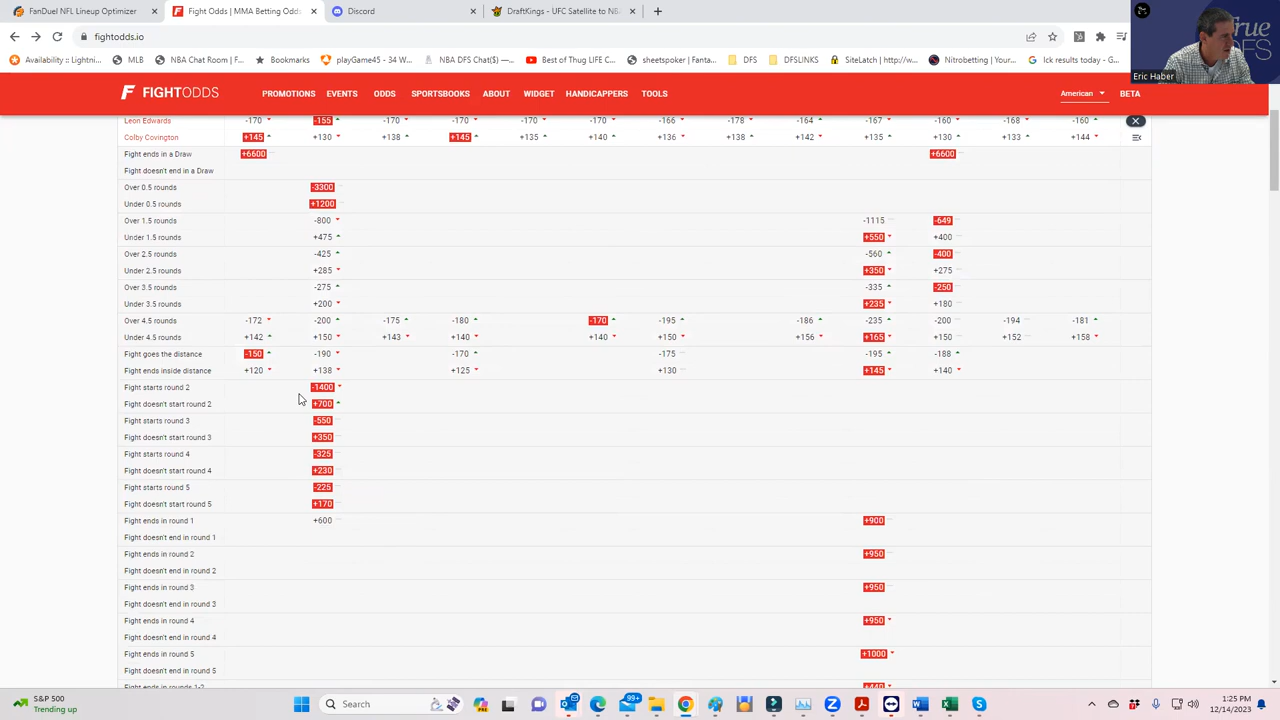 FanDuel NFL Lineup Optimizer × Fight Odds | MMA Betting Odds × Discord × DraftKings - UFC Satellite to NB × +
fightodds.io
Availability :: Lightni... MLB NBA Chat Room | F... Bookmarks playGame45 - 34 W... NBA DFS Chat($) —... Best of Thug LIFE C... sheetspoker | Fanta... DFS DFSLINKS SiteLatch | http://w... Nitrobetting | Your... Ick results today - G...
True
DFS
Eric Haber
FIGHTODDS PROMOTIONS EVENTS ODDS SPORTSBOOKS ABOUT WIDGET HANDICAPPERS TOOLS American BETA
Leon Edwards -170 -155 -170 -170 -170 -170 -166 -178 -164 -167 -160 -168 -160
Colby Covington +145 +130 +138 +145 +135 +140 +136 +138 +142 +135 +130 +133 +144
Fight ends in a Draw +6600 +6600
Fight doesn't end in a Draw
Over 0.5 rounds -3300
Under 0.5 rounds +1200
Over 1.5 rounds -800 -1115 -649
Under 1.5 rounds +475 +550 +400
Over 2.5 rounds -425 -560 -400
Under 2.5 rounds +285 +350 +275
Over 3.5 rounds -275 -335 -250
Under 3.5 rounds +200 +235 +180
Over 4.5 rounds -172 -200 -175 -180 -170 -195 -186 -235 -200 -194 -181
Under 4.5 rounds +142 +150 +143 +140 +140 +150 +156 +165 +150 +152 +158
Fight goes the distance -150 -190 -170 -175 -195 -188
Fight ends inside distance +120 +138 +125 +130 +145 +140
Fight starts round 2 -1400
Fight doesn't start round 2 +700
Fight starts round 3 -550
Fight doesn't start round 3 +350
Fight starts round 4 -325
Fight doesn't start round 4 +230
Fight starts round 5 -225
Fight doesn't start round 5 +170
Fight ends in round 1 +600 +900
Fight doesn't end in round 1
Fight ends in round 2 +950
Fight doesn't end in round 2
Fight ends in round 3 +950
Fight doesn't end in round 3
Fight ends in round 4 +950
Fight doesn't end in round 4
Fight ends in round 5 +1000
Fight doesn't end in round 5
Fight ends in rounds 1-2 +440
S&P 500
Trending up
Search
99+
1:25 PM
12/14/2023